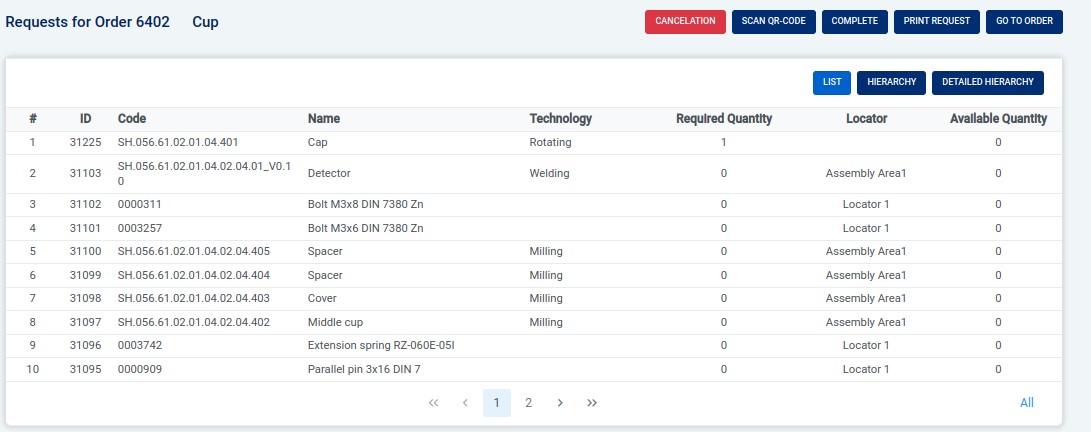 Requests for Order 6402 Cup CANCELATION SCAN QR-CODE COMPLETE PRINT REQUEST GO TO ORDER
LIST HIERARCHY DETAILED HIERARCHY
# ID Code Name Technology Required Quantity Locator Available Quantity
1 31225 SH.056.61.02.01.04.401 Cap Rotating 1 0
2 31103 SH.056.61.02.01.04.02.04.01_V0.1 Detector Welding 0 Assembly Area1 0
0
3 31102 0000311 Bolt M3x8 DIN 7380 Zn 0 Locator 1 0
4 31101 0003257 Bolt M3x6 DIN 7380 Zn 0 Locator 1 0
5 31100 SH.056.61.02.01.04.02.04.405 Spacer Milling 0 Assembly Area1 0
6 31099 SH.056.61.02.01.04.02.04.404 Spacer Milling 0 Assembly Area1 0
7 31098 SH.056.61.02.01.04.02.04.403 Cover Milling 0 Assembly Area1 0
8 31097 SH.056.61.02.01.04.02.04.402 Middle cup Milling 0 Assembly Area1 0
9 31096 0003742 Extension spring RZ-060E-05I 0 Locator 1 0
10 31095 0000909 Parallel pin 3x16 DIN 7 0 Locator 1 0
« ‹ 1 2 › » All